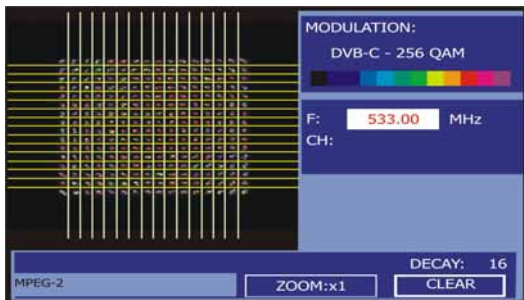 MODULATION:
DVB-C - 256 QAM
F: 533.00 MHz
CH:
DECAY: 16
MPEG-2
ZOOM:x1
CLEAR